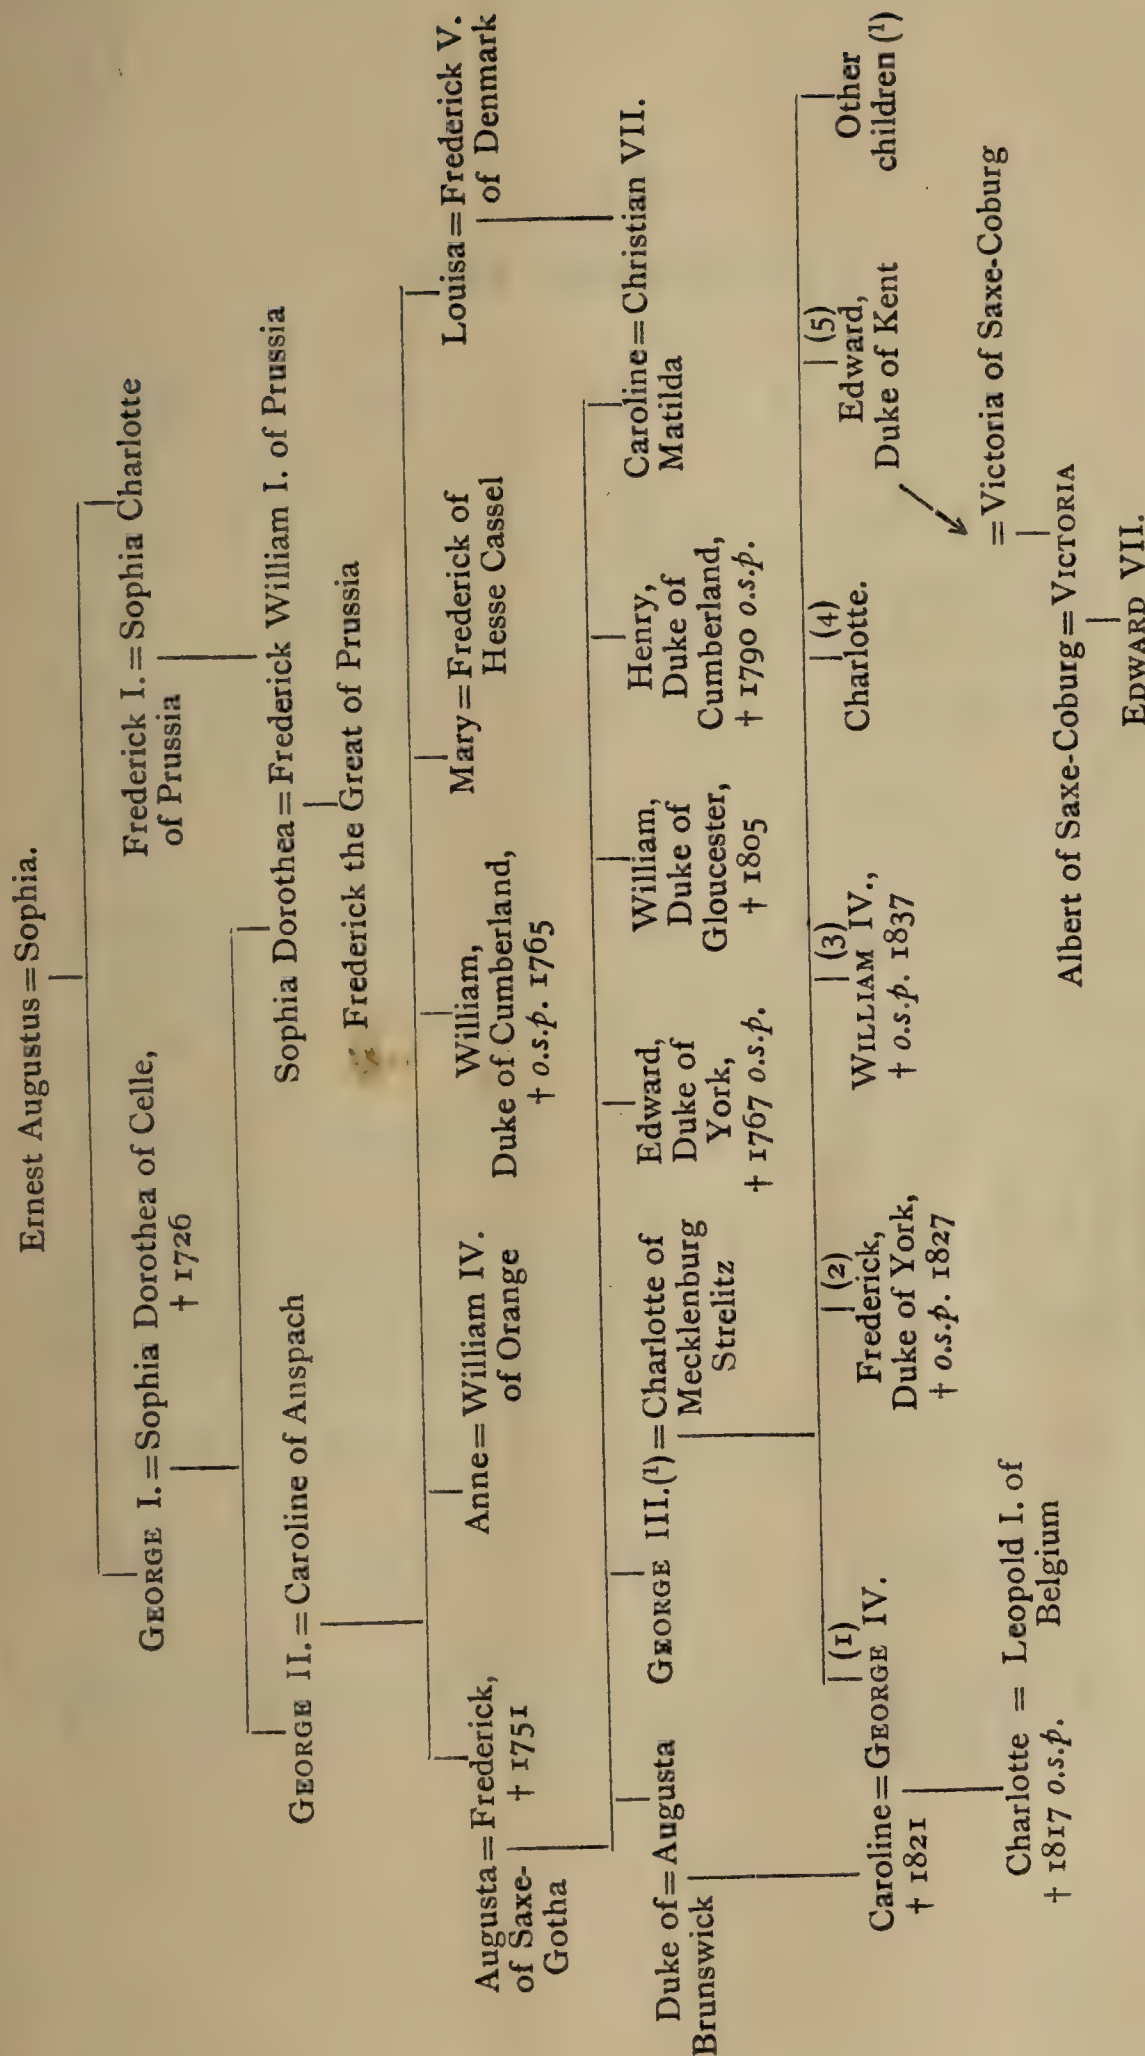 Ernest Augustus=Sophia.
GEORGE I.=Sophia Dorothea of Celle,
† 1726
Frederick I.=Sophia Charlotte
of Prussia
GEORGE II.=Caroline of Anspach
Sophia Dorothea=Frederick William I. of Prussia
Frederick the Great of Prussia
Augusta=Frederick,
of Saxe- † 1751
Gotha
Anne=William IV.
of Orange
William,
Duke of Cumberland,
† o.s.p. 1765
Mary=Frederick of
Hesse Cassel
Louisa=Frederick V.
of Denmark
Duke of=Augusta
Brunswick
GEORGE III.(1)=Charlotte of
Mecklenburg
Strelitz
Edward,
Duke of
York,
† 1767 o.s.p.
William,
Duke of
Gloucester,
† 1805
Henry,
Duke of
Cumberland,
† 1790 o.s.p.
Caroline=Christian VII.
Matilda
(1)
Caroline=GEORGE IV.
† 1821
(2)
Frederick,
Duke of York,
† o.s.p. 1827
(3)
WILLIAM IV.,
† o.s.p. 1837
(4)
Charlotte.
(5)
Edward,
Duke of Kent
Other
children (1)
Charlotte = Leopold I. of
† 1817 o.s.p. Belgium
=Victoria of Saxe-Coburg
Albert of Saxe-Coburg=VICTORIA
EDWARD VII.